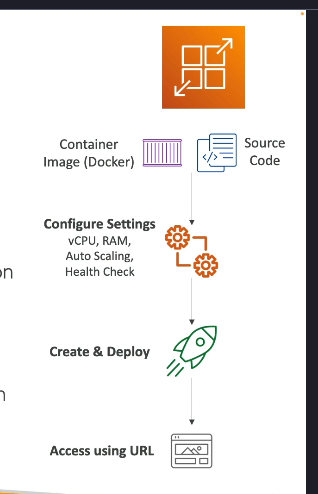 Container
Image (Docker)
Source
Code
Configure Settings
vCPU, RAM,
Auto Scaling,
Health Check
on
Create & Deploy
Access using URL